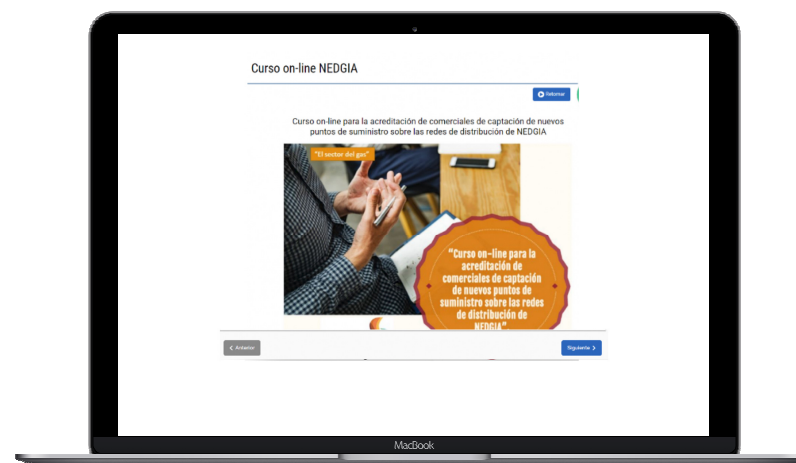 Curso on-line NEDGIA
Retornar
Curso on-line para la acreditación de comerciales de captación de nuevos
puntos de suministro sobre las redes de distribución de NEDGIA
"El sector del gas"
"Curso on-line para la
acreditación de
comerciales de captación
de nuevos puntos de
suministro sobre las redes
de distribución de
NEDGIA".
Anterior
Siguiente
MacBook